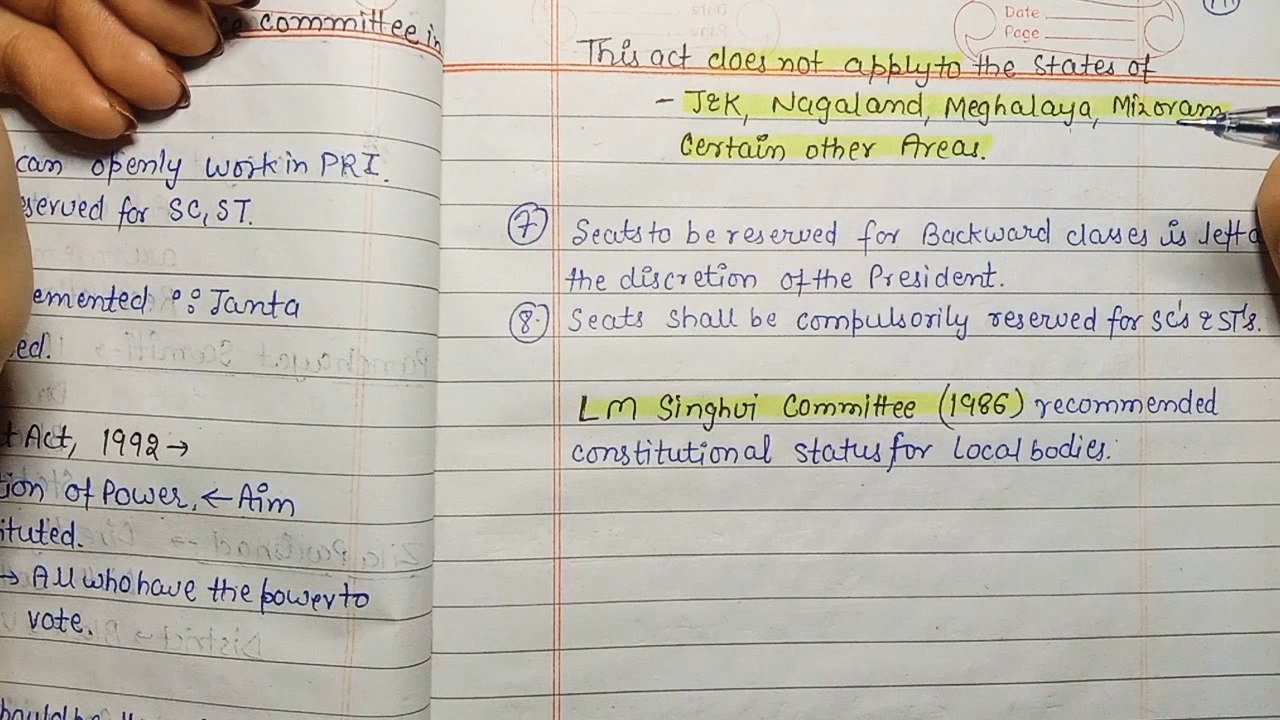 committee in
can openly work in PRI.
served for SC, ST.
emented ∵ Janta
ed.
Act, 1992 →
ion of Power. ← Aim
ituted.
→ All who have the power to
vote.
Date
Page
This act does not apply to the states of
- J&K, Nagaland, Meghalaya, Mizoram
Certain other Areas.
7 Seats to be reserved for Backward classes is left
the discretion of the President.
8. Seats shall be compulsorily reserved for SC's & ST's.
LM Singhvi Committee (1986) recommended
constitutional status for local bodies.